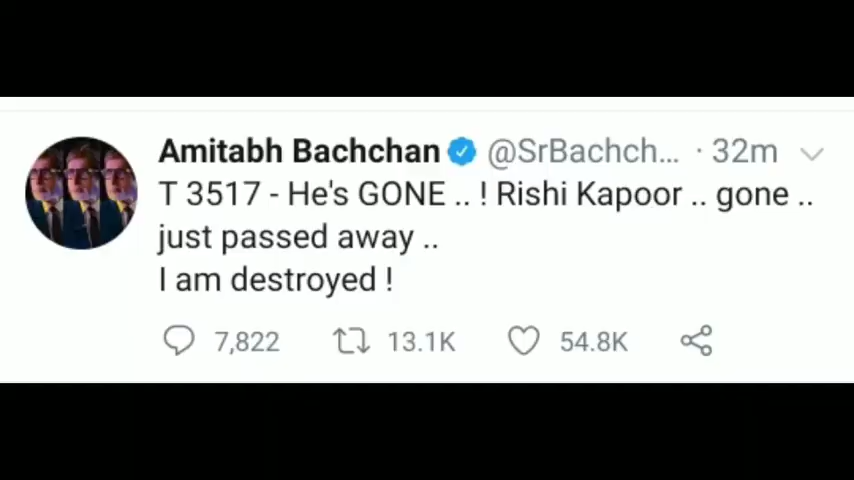 Amitabh Bachchan @SrBachch... · 32m
T 3517 - He's GONE .. ! Rishi Kapoor .. gone ..
just passed away ..
I am destroyed !
7,822 13.1K 54.8K